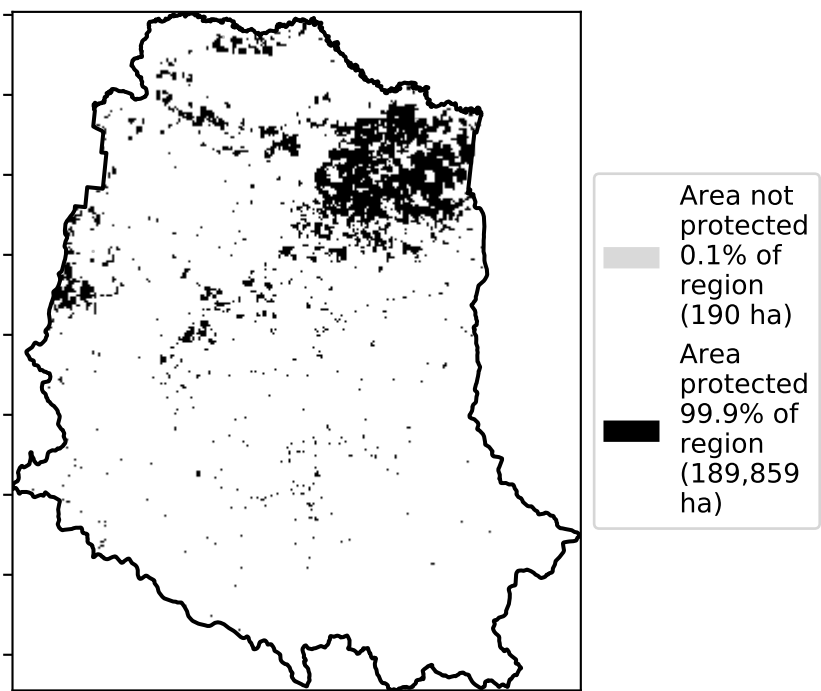 Area not
protected
0.1% of
region
(190 ha)
Area
protected
99.9% of
region
(189,859
ha)